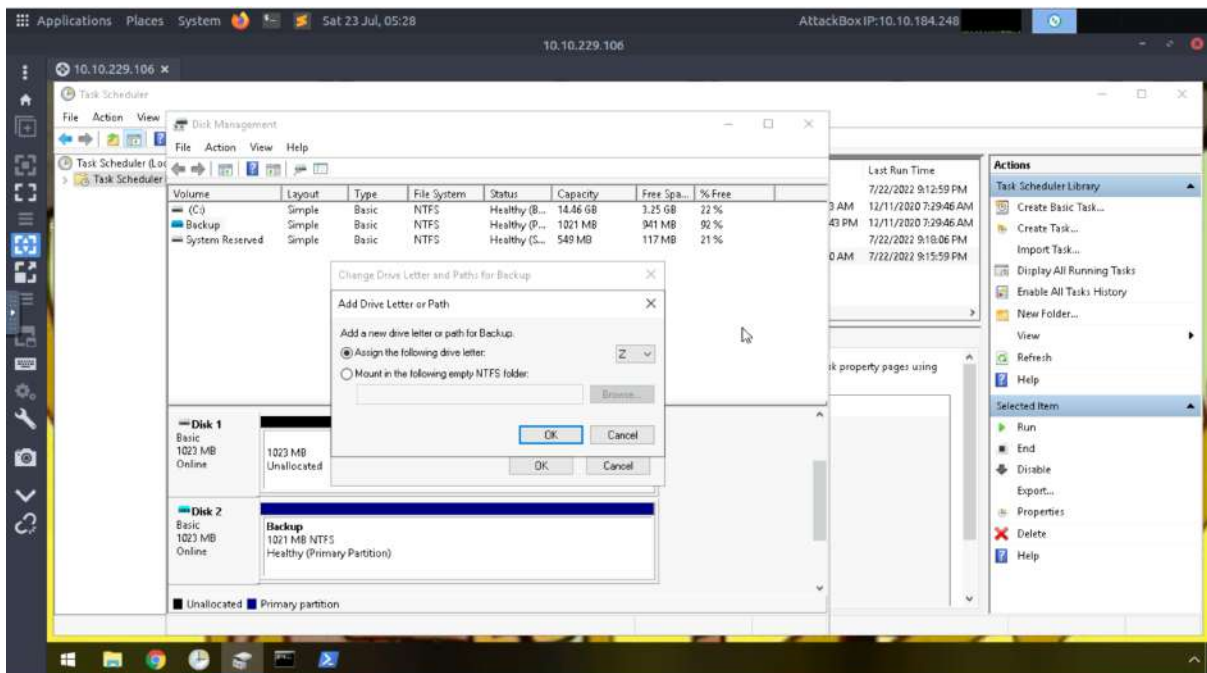 Applications Places System Sat 23 Jul, 05:28 AttackBox IP:10.10.184.248
10.10.229.106
10.10.229.106 ×
Task Scheduler
File Action View
Task Scheduler (Loc
Task Scheduler
Disk Management
File Action View Help
Volume Layout Type File System Status Capacity Free Spa... % Free
(C:) Simple Basic NTFS Healthy (B... 14.46 GB 3.25 GB 22 %
Backup Simple Basic NTFS Healthy (P... 1021 MB 941 MB 92 %
System Reserved Simple Basic NTFS Healthy (S... 549 MB 117 MB 21 %
Change Drive Letter and Paths for Backup
Add Drive Letter or Path
Add a new drive letter or path for Backup.
Assign the following drive letter: Z
Mount in the following empty NTFS folder:
Browse...
OK Cancel
OK Cancel
Disk 1
Basic
1023 MB
Online
1023 MB
Unallocated
Disk 2
Basic
1023 MB
Online
Backup
1021 MB NTFS
Healthy (Primary Partition)
Unallocated Primary partition
Last Run Time
7/22/2022 9:12:59 PM
3 AM 12/11/2020 7:29:46 AM
43 PM 12/11/2020 7:29:46 AM
7/22/2022 9:18:06 PM
0 AM 7/22/2022 9:15:59 PM
sk property pages using
Actions
Task Scheduler Library
Create Basic Task...
Create Task...
Import Task...
Display All Running Tasks
Enable All Tasks History
New Folder...
View
Refresh
Help
Selected Item
Run
End
Disable
Export...
Properties
Delete
Help